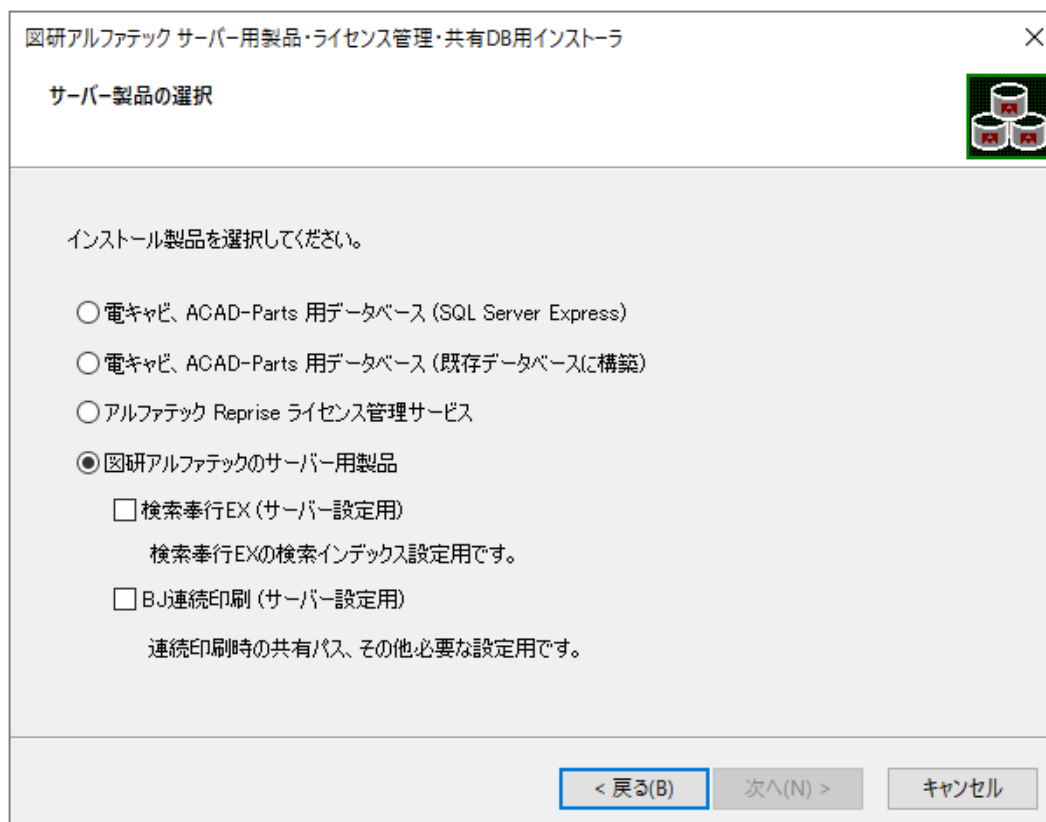 図研アルファテック サーバー用製品・ライセンス管理・共有DB用インストーラ
サーバー製品の選択
インストール製品を選択してください。
電キャビ、ACAD-Parts 用データベース (SQL Server Express)
電キャビ、ACAD-Parts 用データベース (既存データベースに構築)
アルファテック Reprise ライセンス管理サービス
図研アルファテックのサーバー用製品
検索奉行EX (サーバー設定用)
検索奉行EXの検索インデックス設定用です。
BJ連続印刷 (サーバー設定用)
連続印刷時の共有パス、その他必要な設定用です。
< 戻る(B)
次へ(N) >
キャンセル